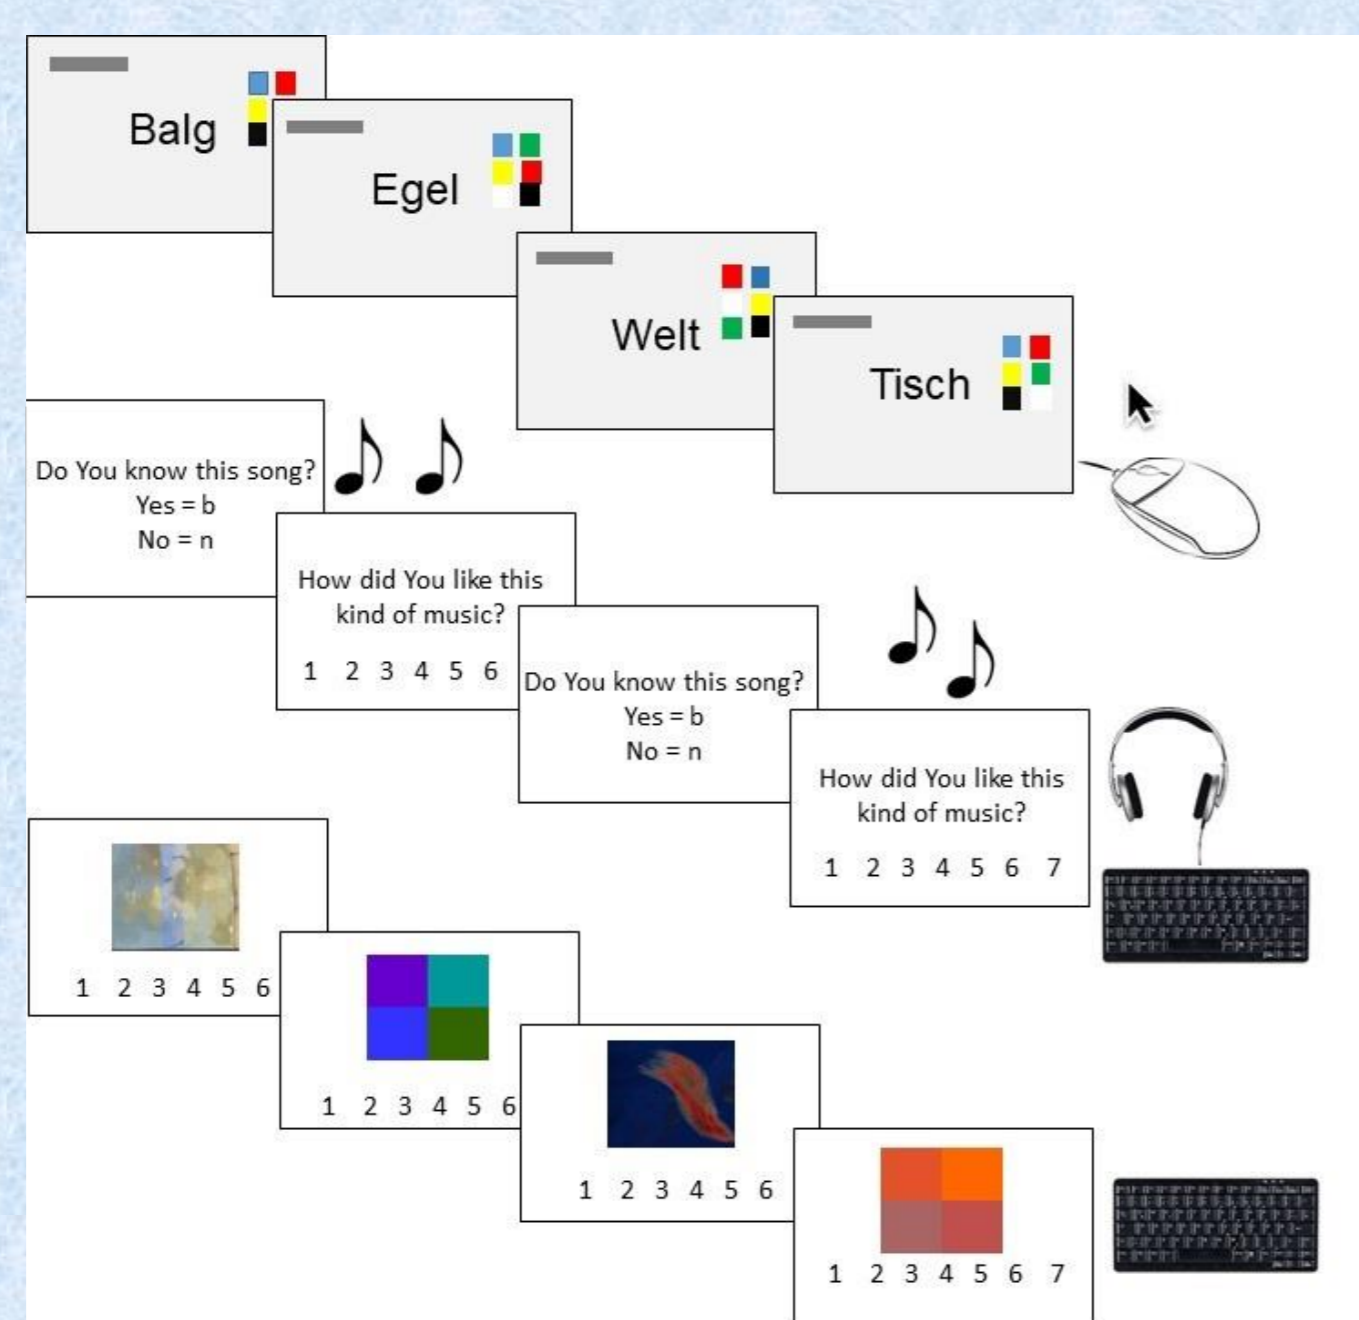 Balg
Egel
Welt
Tisch
Do You know this song?
Yes = b
No = n
How did You like this
kind of music?
1 2 3 4 5 6
Do You know this song?
Yes = b
No = n
How did You like this
kind of music?
1 2 3 4 5 6 7
1 2 3 4 5 6
1 2 3 4 5 6
1 2 3 4 5 6
1 2 3 4 5 6 7